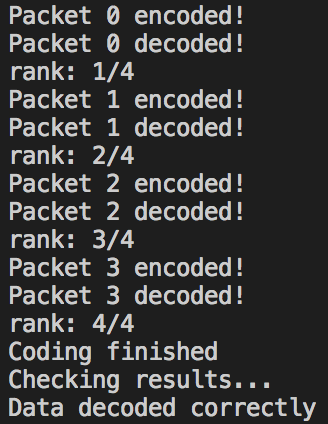 Packet 0 encoded!
Packet 0 decoded!
rank: 1/4
Packet 1 encoded!
Packet 1 decoded!
rank: 2/4
Packet 2 encoded!
Packet 2 decoded!
rank: 3/4
Packet 3 encoded!
Packet 3 decoded!
rank: 4/4
Coding finished
Checking results...
Data decoded correctly